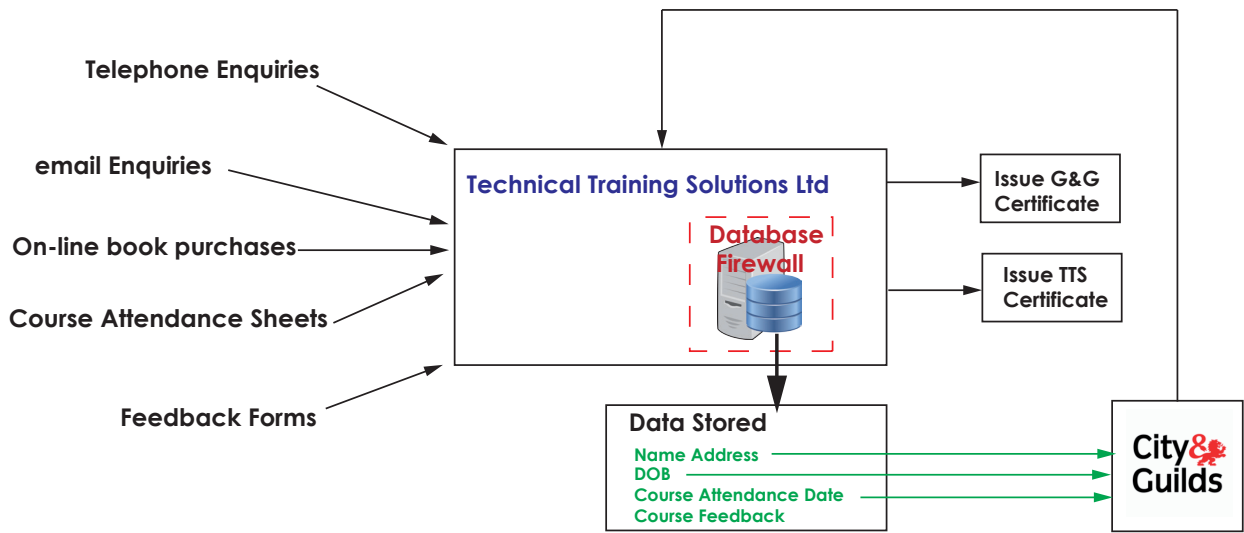 Telephone Enquiries
email Enquiries
On-line book purchases
Course Attendance Sheets
Feedback Forms
Technical Training Solutions Ltd
Database
Firewall
Issue G&G
Certificate
Issue TTS
Certificate
Data Stored
Name Address
DOB
Course Attendance Date
Course Feedback
City&
Guilds